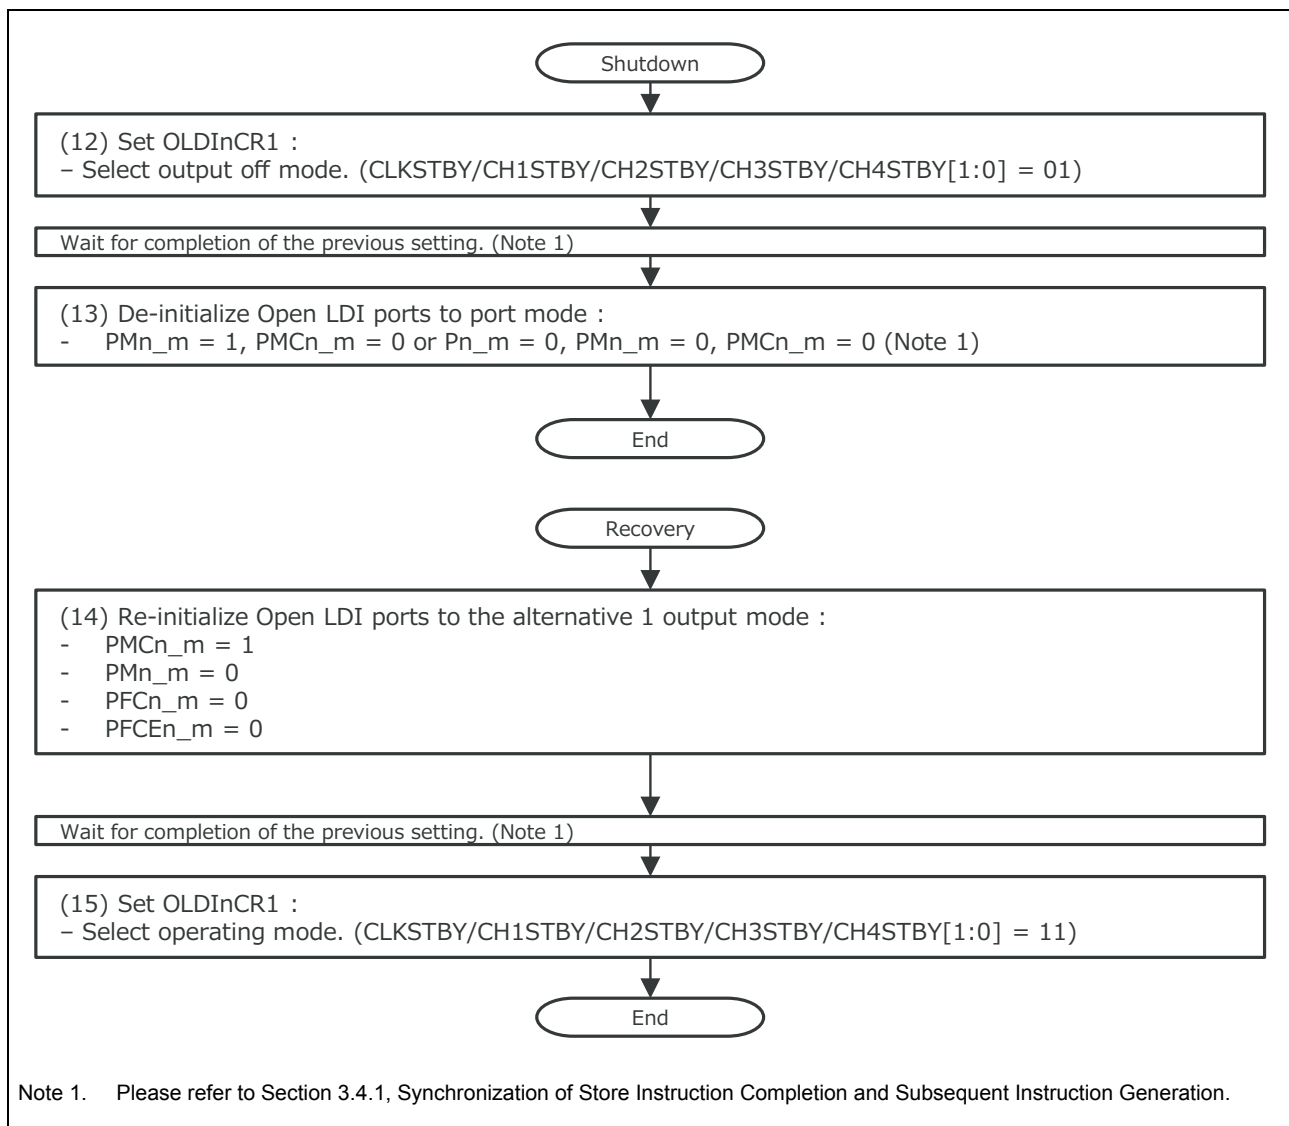 Shutdown
(12) Set OLDInCR1 :
– Select output off mode. (CLKSTBY/CH1STBY/CH2STBY/CH3STBY/CH4STBY[1:0] = 01)
Wait for completion of the previous setting. (Note 1)
(13) De-initialize Open LDI ports to port mode :
- PMn_m = 1, PMCn_m = 0 or Pn_m = 0, PMn_m = 0, PMCn_m = 0 (Note 1)
End
Recovery
(14) Re-initialize Open LDI ports to the alternative 1 output mode :
- PMCn_m = 1
- PMn_m = 0
- PFCn_m = 0
- PFCEn_m = 0
Wait for completion of the previous setting. (Note 1)
(15) Set OLDInCR1 :
– Select operating mode. (CLKSTBY/CH1STBY/CH2STBY/CH3STBY/CH4STBY[1:0] = 11)
End
Note 1. Please refer to Section 3.4.1, Synchronization of Store Instruction Completion and Subsequent Instruction Generation.